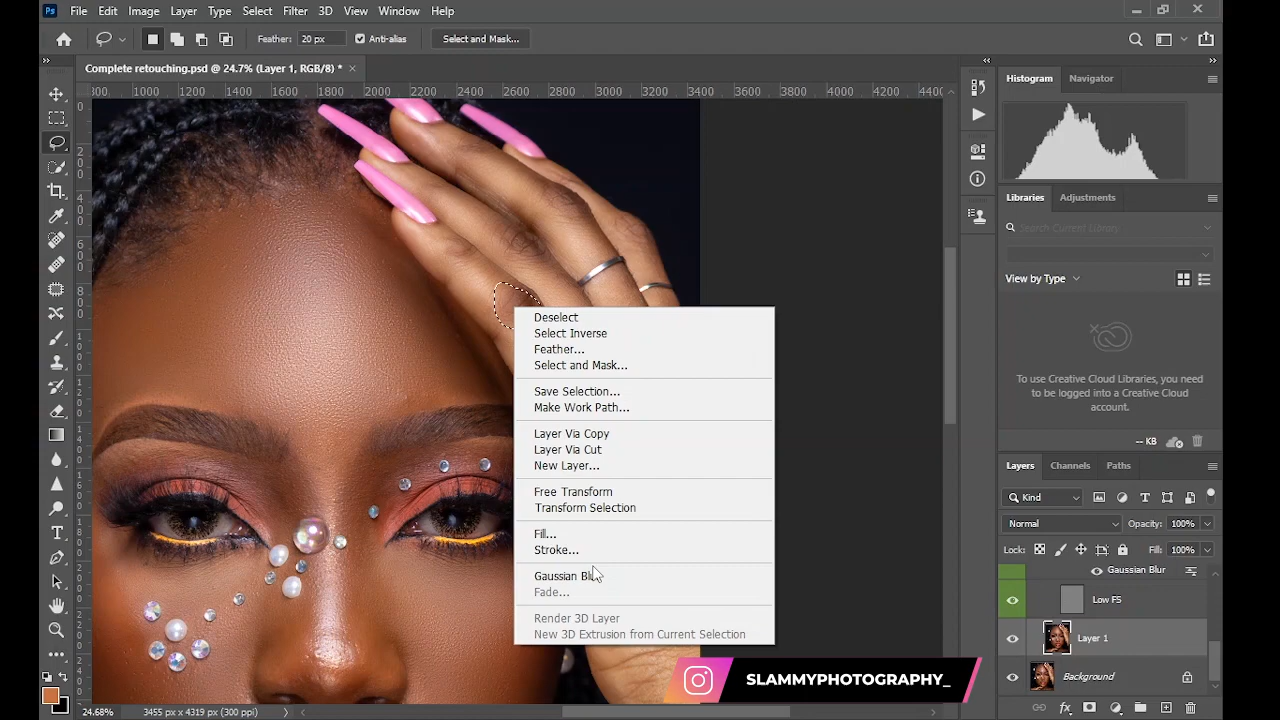 Ps File Edit Image Layer Type Select Filter 3D View Window Help
Feather: 20 px Anti-alias Select and Mask...
Complete retouching.psd @ 24.7% (Layer 1, RGB/8) *
800 1000 1200 1400 1600 1800 2000 2200 2400 2600 2800 3000 3200 3400 3600 3800 4000 4200 4400
Histogram Navigator
Libraries Adjustments
Search Current Library
View by Type
To use Creative Cloud Libraries, you need
to be logged into a Creative Cloud
account.
-- KB
Layers Channels Paths
Kind
Normal Opacity: 100%
Locks: Fill: 100%
Gaussian Blur
Low FS
Layer 1
Background
Deselect
Select Inverse
Feather...
Select and Mask...
Save Selection...
Make Work Path...
Layer Via Copy
Layer Via Cut
New Layer...
Free Transform
Transform Selection
Fill...
Stroke...
Gaussian Blur
Fade...
Render 3D Layer
New 3D Extrusion from Current Selection
SLAMMYPHOTOGRAPHY_
24.68% 3455 px x 4319 px (300 ppi)